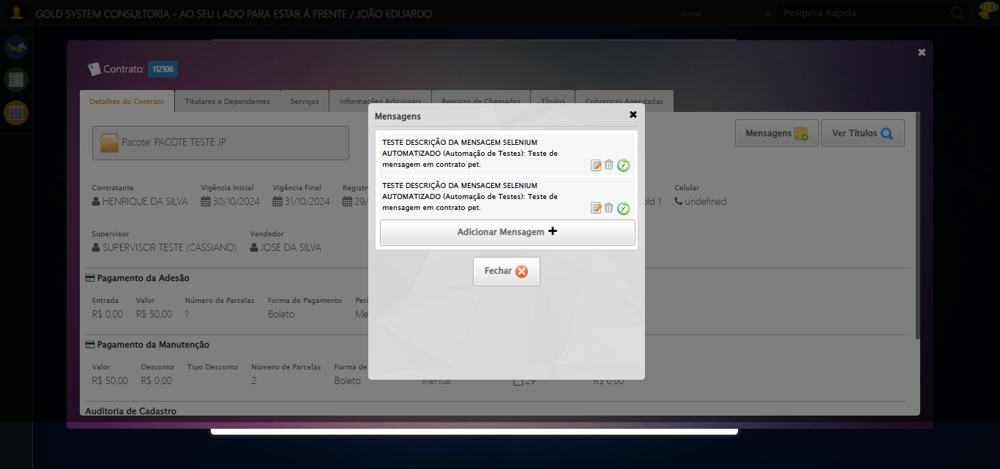 GOLD SYSTEM CONSULTORIA - AO SEU LADO PARA ESTAR À FRENTE / JOÃO EDUARDO
Nome
Pesquisa Rapida
Contrato: 112106
Detalhes do Contrato
Titulares e Dependentes
Serviços
Informações Adicionais
Registro de Chamadas
Títulos
Cobranças Agendadas
Mensagens
Pacote: PACOTE TESTE JP
Mensagens
Ver Títulos
TESTE DESCRIÇÃO DA MENSAGEM SELENIUM
AUTOMATIZADO (Automação de Testes): Teste de
mensagem em contrato pet.
TESTE DESCRIÇÃO DA MENSAGEM SELENIUM
AUTOMATIZADO (Automação de Testes): Teste de
mensagem em contrato pet.
Adicionar Mensagem
Fechar
Contratante
Vigência Inicial
Vigência Final
Celular
HENRIQUE DA SILVA
30/10/2024
31/10/2024
29/
1
undefined
Supervisor
Vendedor
SUPERVISOR TESTE (CASSIANO)
JOSÉ DA SILVA
Pagamento da Adesão
Entrada
Valor
Número de Parcelas
Forma de Pagamento
R$ 0,00
R$ 50,00
1
Boleto
Pagamento da Manutenção
Valor
Desconto
Tipo Desconto
Número de Parcelas
Forma de
R$ 50,00
R$ 0,00
2
Boleto
Mensal
29
R$ 0,00
Auditoria de Cadastro